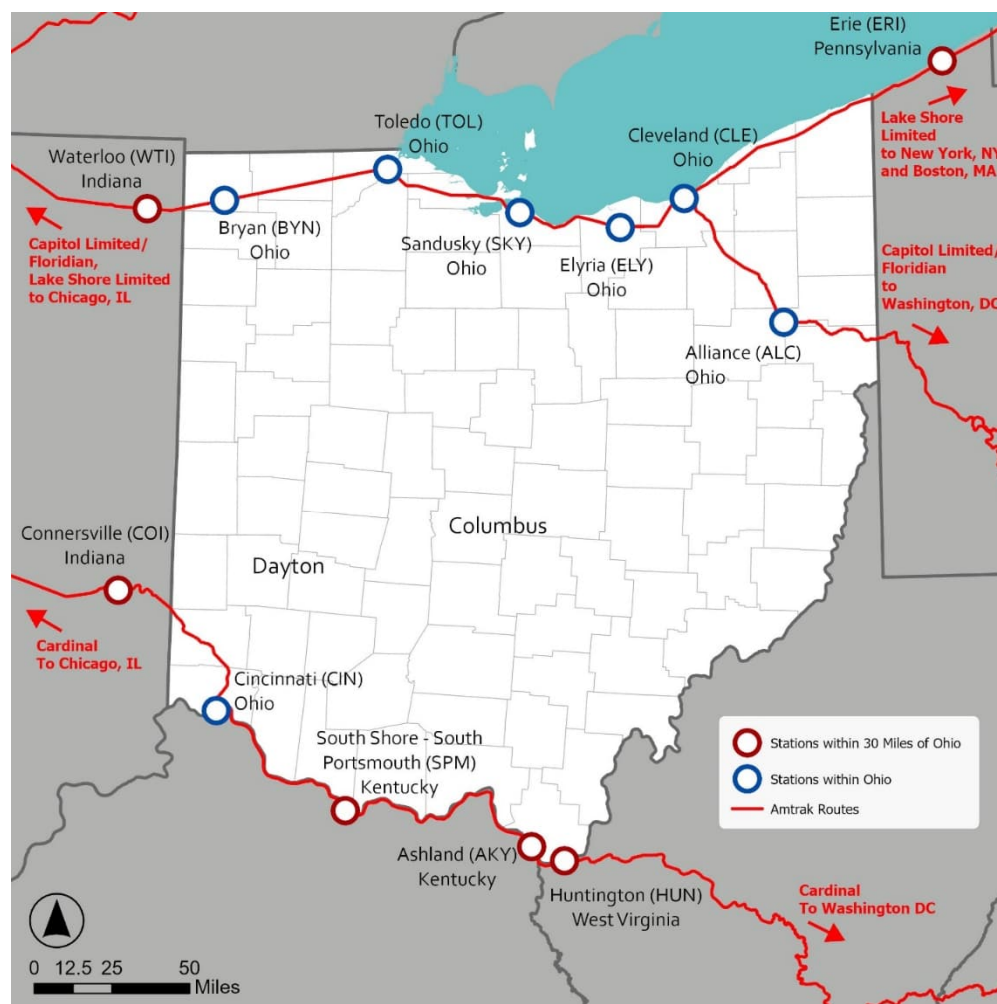 Erie (ERI)
Pennsylvania
Toledo (TOL)
Ohio
Cleveland (CLE)
Ohio
Lake Shore
Limited
to New York, NY
and Boston, MA
Waterloo (WTI)
Indiana
Bryan (BYN)
Ohio
Sandusky (SKY)
Ohio
Elyria (ELY)
Ohio
Capitol Limited/
Floridian,
Lake Shore Limited
to Chicago, IL
Capitol Limited/
Floridian
to
Washington, DC
Alliance (ALC)
Ohio
Columbus
Connersville (COI)
Indiana
Dayton
Cardinal
To Chicago, IL
Cincinnati (CIN)
Ohio
South Shore - South
Portsmouth (SPM)
Kentucky
Stations within 30 Miles of Ohio
Stations within Ohio
Amtrak Routes
Ashland (AKY)
Kentucky
Huntington (HUN)
West Virginia
Cardinal
To Washington DC
0 12.5 25 50
Miles